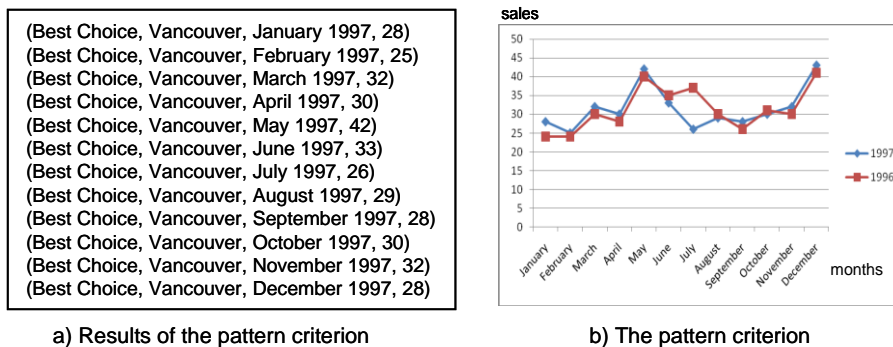 (Best Choice, Vancouver, January 1997, 28)
(Best Choice, Vancouver, February 1997, 25)
(Best Choice, Vancouver, March 1997, 32)
(Best Choice, Vancouver, April 1997, 30)
(Best Choice, Vancouver, May 1997, 42)
(Best Choice, Vancouver, June 1997, 33)
(Best Choice, Vancouver, July 1997, 26)
(Best Choice, Vancouver, August 1997, 29)
(Best Choice, Vancouver, September 1997, 28)
(Best Choice, Vancouver, October 1997, 30)
(Best Choice, Vancouver, November 1997, 32)
(Best Choice, Vancouver, December 1997, 28)
a) Results of the pattern criterion
sales
50
45
40
35
30
25
20
15
10
5
0
January
February
March
April
May
June
July
August
September
October
November
December
months
1997
1996
b) The pattern criterion